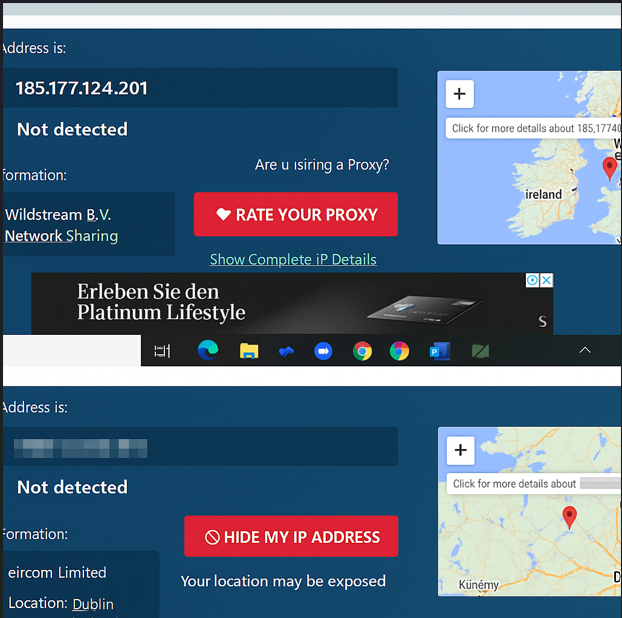 Address is:
185.177.124.201
Not detected
formation:
Wildstream B.V.
Network Sharing
Are u ısiring a Proxy?
RATE YOUR PROXY
Show Complete iP Details
+
Click for more details about 185,17740
ireland
Erleben Sie den
Platinum Lifestyle
S
Address is:
Not detected
Formation:
eircom Limited
Location: Dublin
HIDE MY IP ADDRESS
Your location may be exposed
+
Click for more details about
Künémy
D